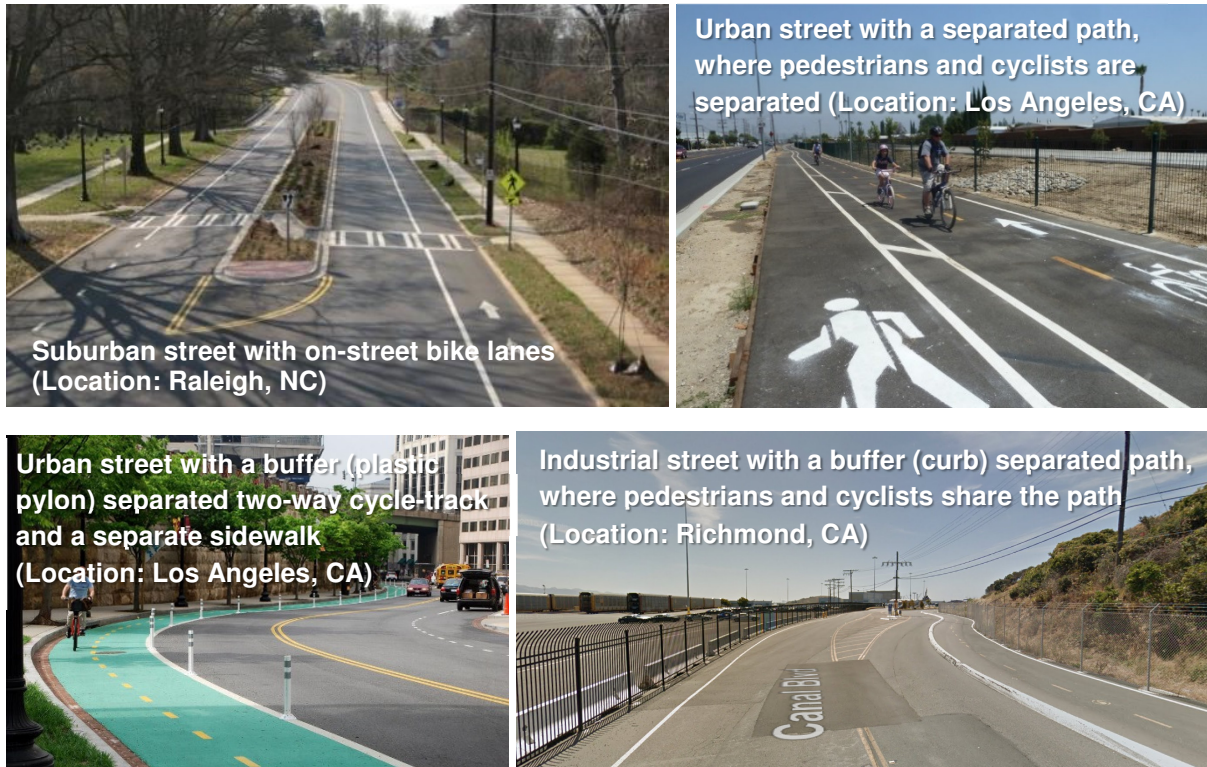 Suburban street with on-street bike lanes
(Location: Raleigh, NC)
Urban street with a separated path,
where pedestrians and cyclists are
separated (Location: Los Angeles, CA)
Urban street with a buffer (plastic
pylon) separated two-way cycle-track
and a separate sidewalk
(Location: Los Angeles, CA)
Industrial street with a buffer (curb) separated path,
where pedestrians and cyclists share the path
(Location: Richmond, CA)
Canal Blvd